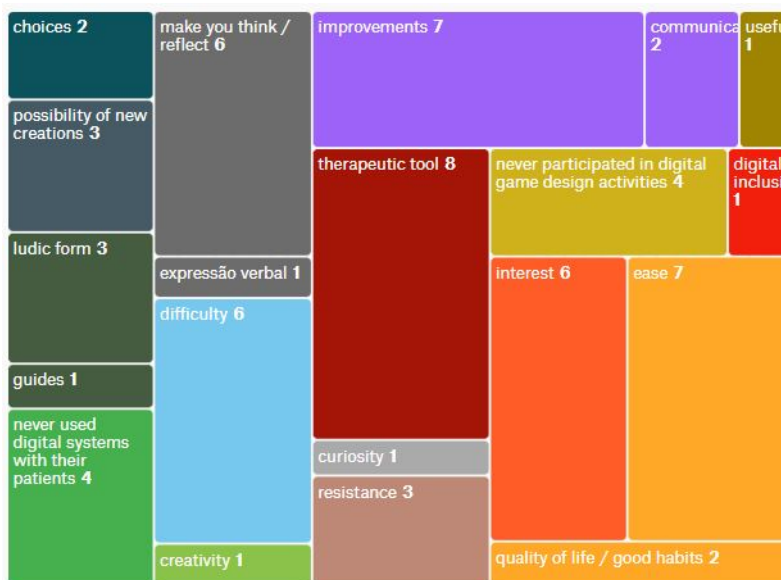 choices 2
possibility of new
creations 3
ludic form 3
guides 1
never used
digital systems
with their
patients 4
make you think /
reflect 6
expressão verbal 1
difficulty 6
creativity 1
improvements 7
communica
2
usefu
1
therapeutic tool 8
never participated in digital
game design activities 4
digital
inclusi
1
curiosity 1
resistance 3
interest 6
ease 7
quality of life / good habits 2